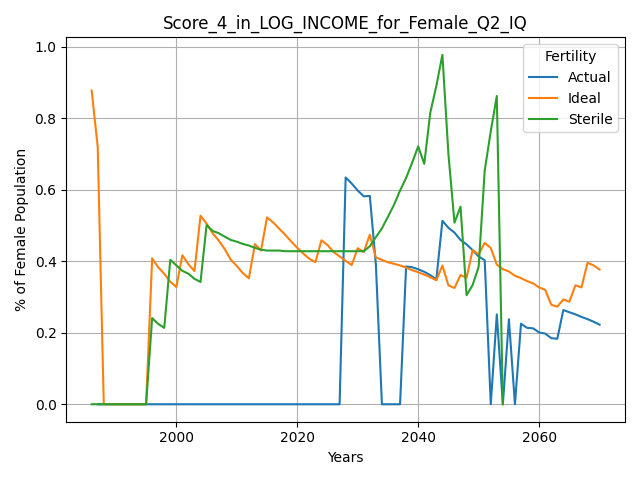 Score_4_in_LOG_INCOME_for_Female_Q2_IQ
Fertility
Actual
Ideal
Sterile
% of Female Population
1.0
0.8
0.6
0.4
0.2
0.0
2000 2020 2040 2060
Years